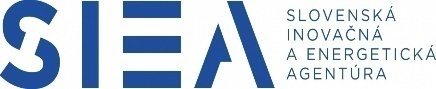 SIEA
SLOVENSKÁ
INOVAČNÁ
A ENERGETICKÁ
AGENTÚRA